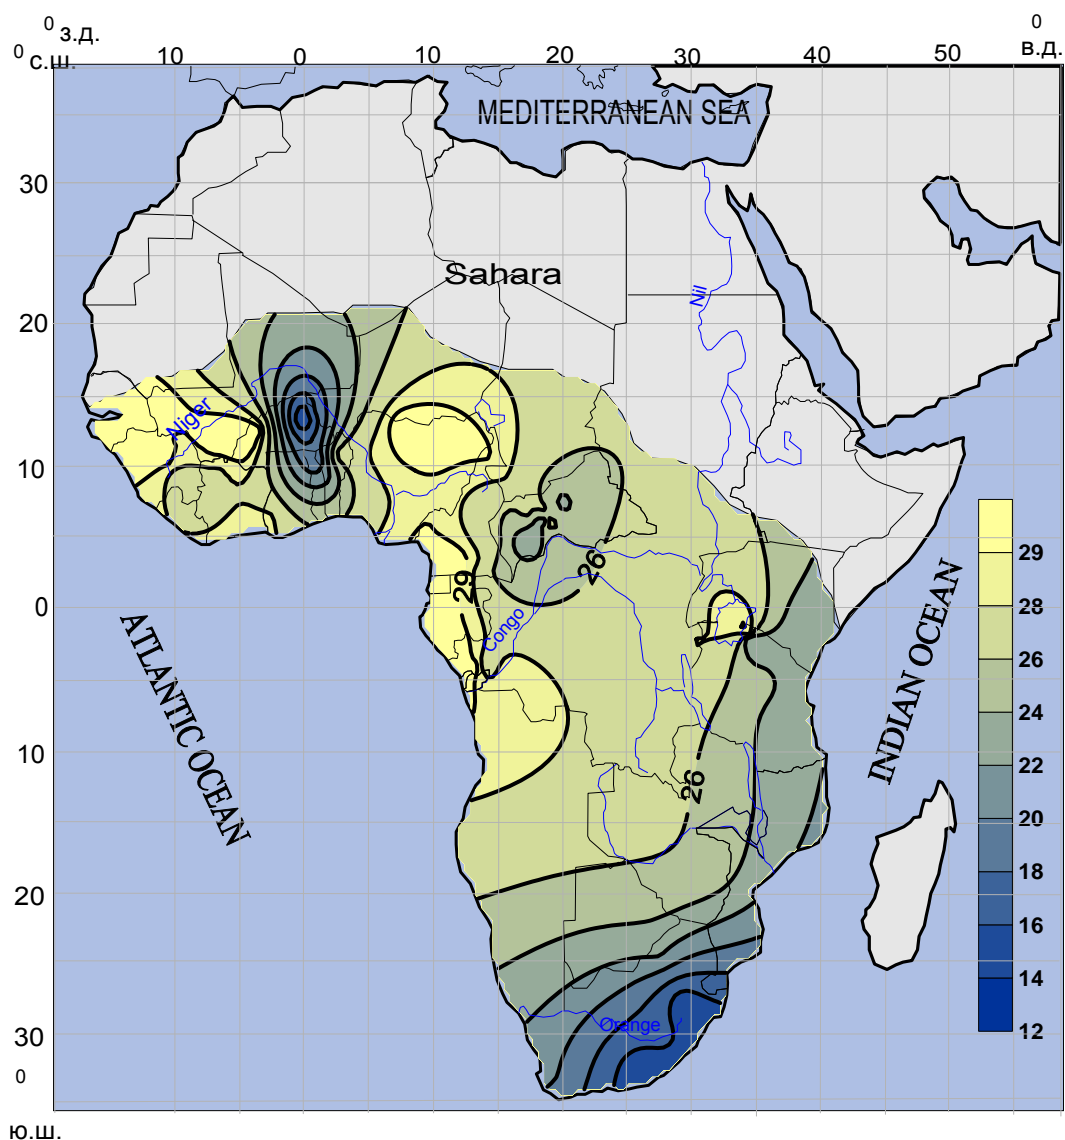 0 з.д.
0
0 с.ш.
10 0 10 20 30 40 50
в.д.
MEDITERRANEAN SEA
30
Sahara
Nil
20
Niger
10
29
28
26
24
22
20
18
16
14
12
26
29
0
Congo
ATLANTIC OCEAN
INDIAN OCEAN
10
26
20
Orange
30
0
ю.ш.